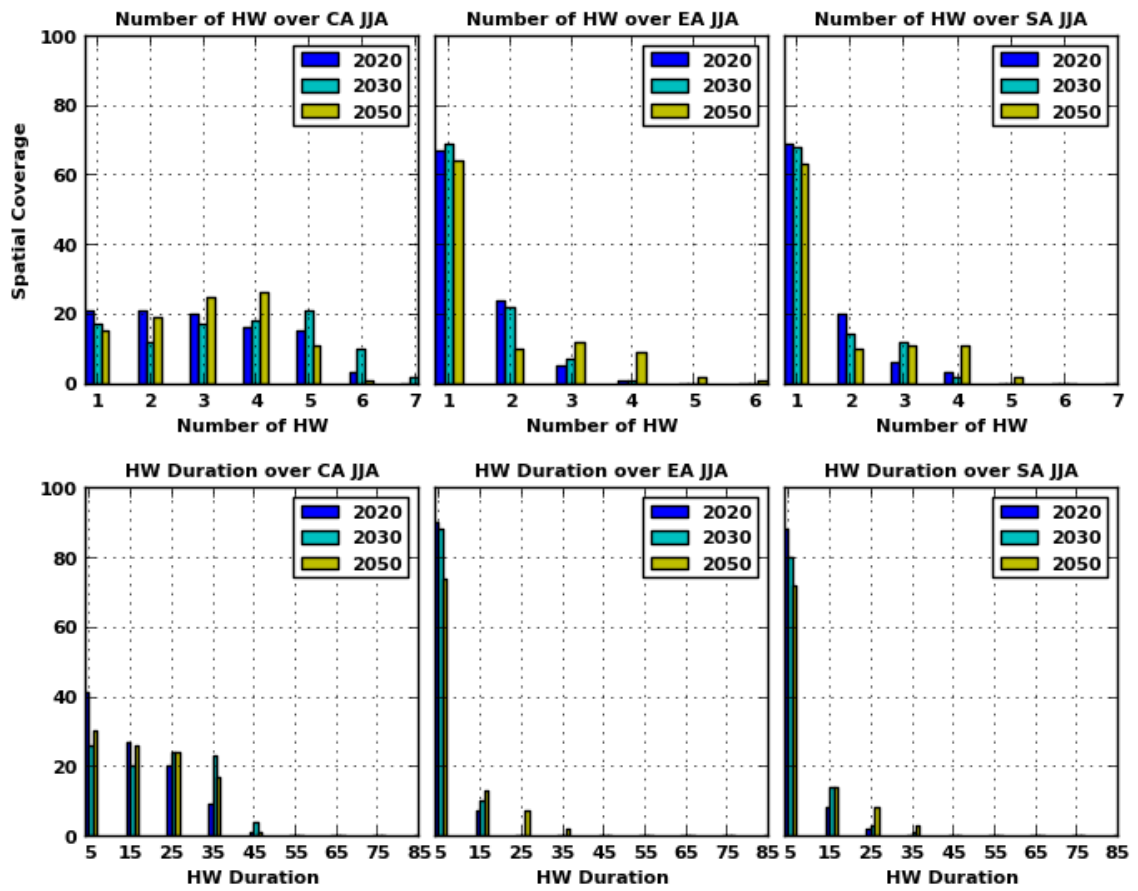 Number of HW over CA JJA
Number of HW over EA JJA
Number of HW over SA JJA
Spatial Coverage
100
80
60
40
20
0
2020
2030
2050
2020
2030
2050
2020
2030
2050
1 2 3 4 5 6 7
1 2 3 4 5 6
1 2 3 4 5 6 7
Number of HW
Number of HW
Number of HW
HW Duration over CA JJA
HW Duration over EA JJA
HW Duration over SA JJA
100
80
60
40
20
0
2020
2030
2050
2020
2030
2050
2020
2030
2050
5 15 25 35 45 55 65 75 85
5 15 25 35 45 55 65 75 85
5 15 25 35 45 55 65 75 85
HW Duration
HW Duration
HW Duration